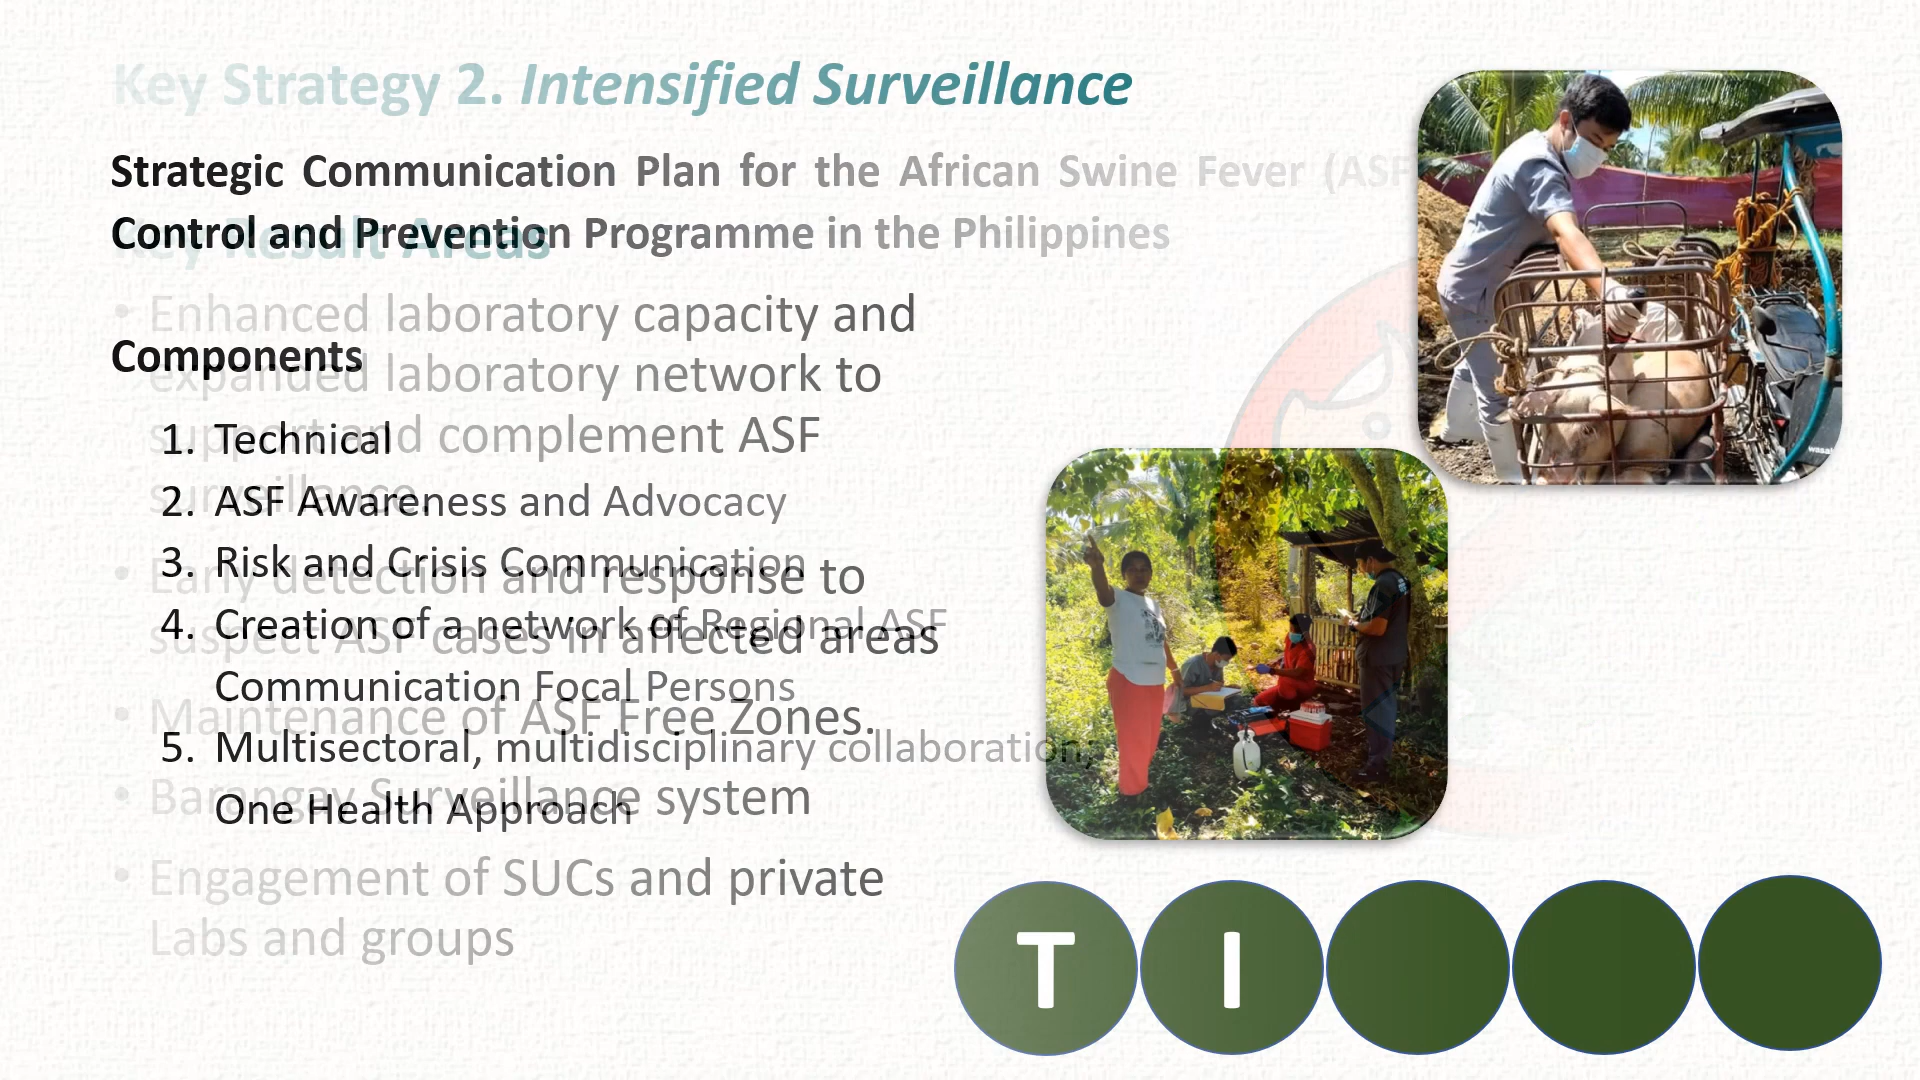 Key Strategy 2. Intensified Surveillance
Strategic Communication Plan for the African Swine Fever (ASF
Control and Prevention Programme in the Philippines
Key Result Areas
• Enhanced laboratory capacity and
expanded laboratory network to
support and complement ASF
surveillance.
• Early detection and response to
suspect ASF cases in affected areas
• Maintenance of ASF Free Zones.
• Barangay Surveillance system
• Engagement of SUCs and private
Labs and groups
Components
1. Technical
2. ASF Awareness and Advocacy
3. Risk and Crisis Communication
4. Creation of a network of Regional ASF
Communication Focal Persons
5. Multisectoral, multidisciplinary collaboration;
One Health Approach
T I